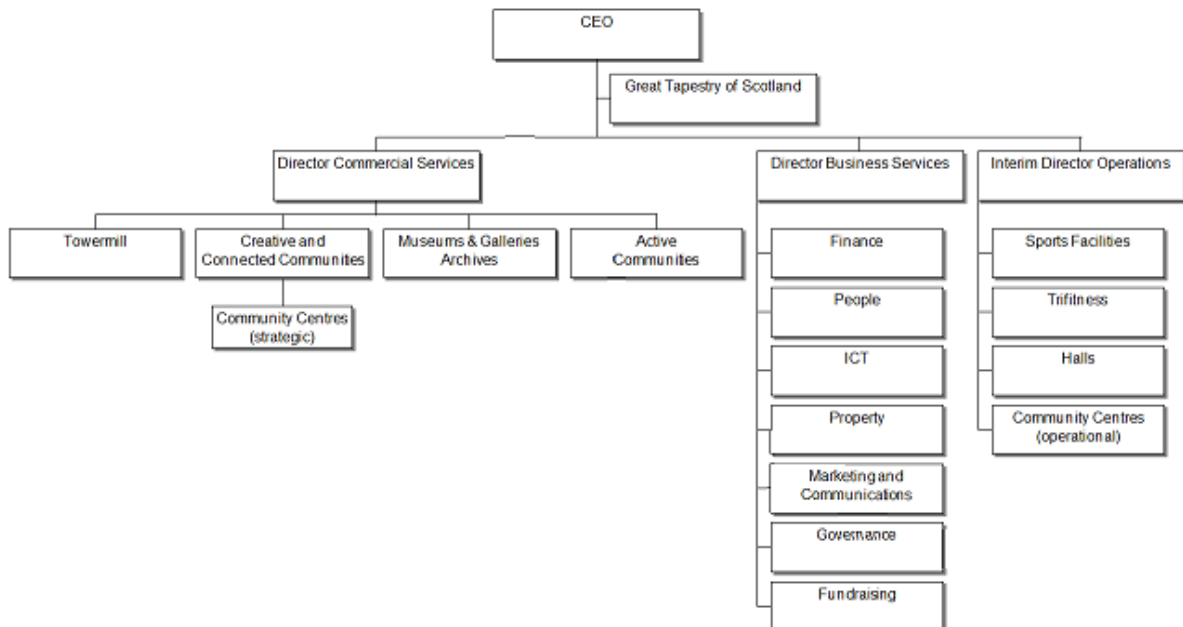 CEO
Great Tapestry of Scotland
Director Commercial Services
Director Business Services
Interim Director Operations
Towermill
Creative and
Connected Communities
Museums & Galleries
Archives
Active
Communities
Community Centres
(strategic)
Finance
People
ICT
Property
Marketing and
Communications
Governance
Fundraising
Sports Facilities
Trifitness
Halls
Community Centres
(operational)